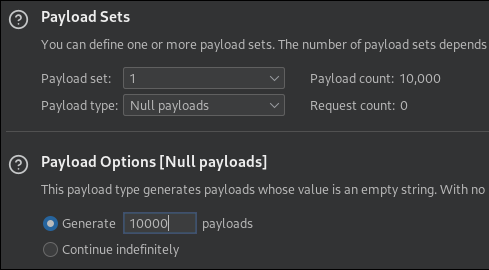 Payload Sets
You can define one or more payload sets. The number of payload sets depends
Payload set: 1 Payload count: 10,000
Payload type: Null payloads Request count: 0
Payload Options [Null payloads]
This payload type generates payloads whose value is an empty string. With no
Generate 10000 payloads
Continue indefinitely